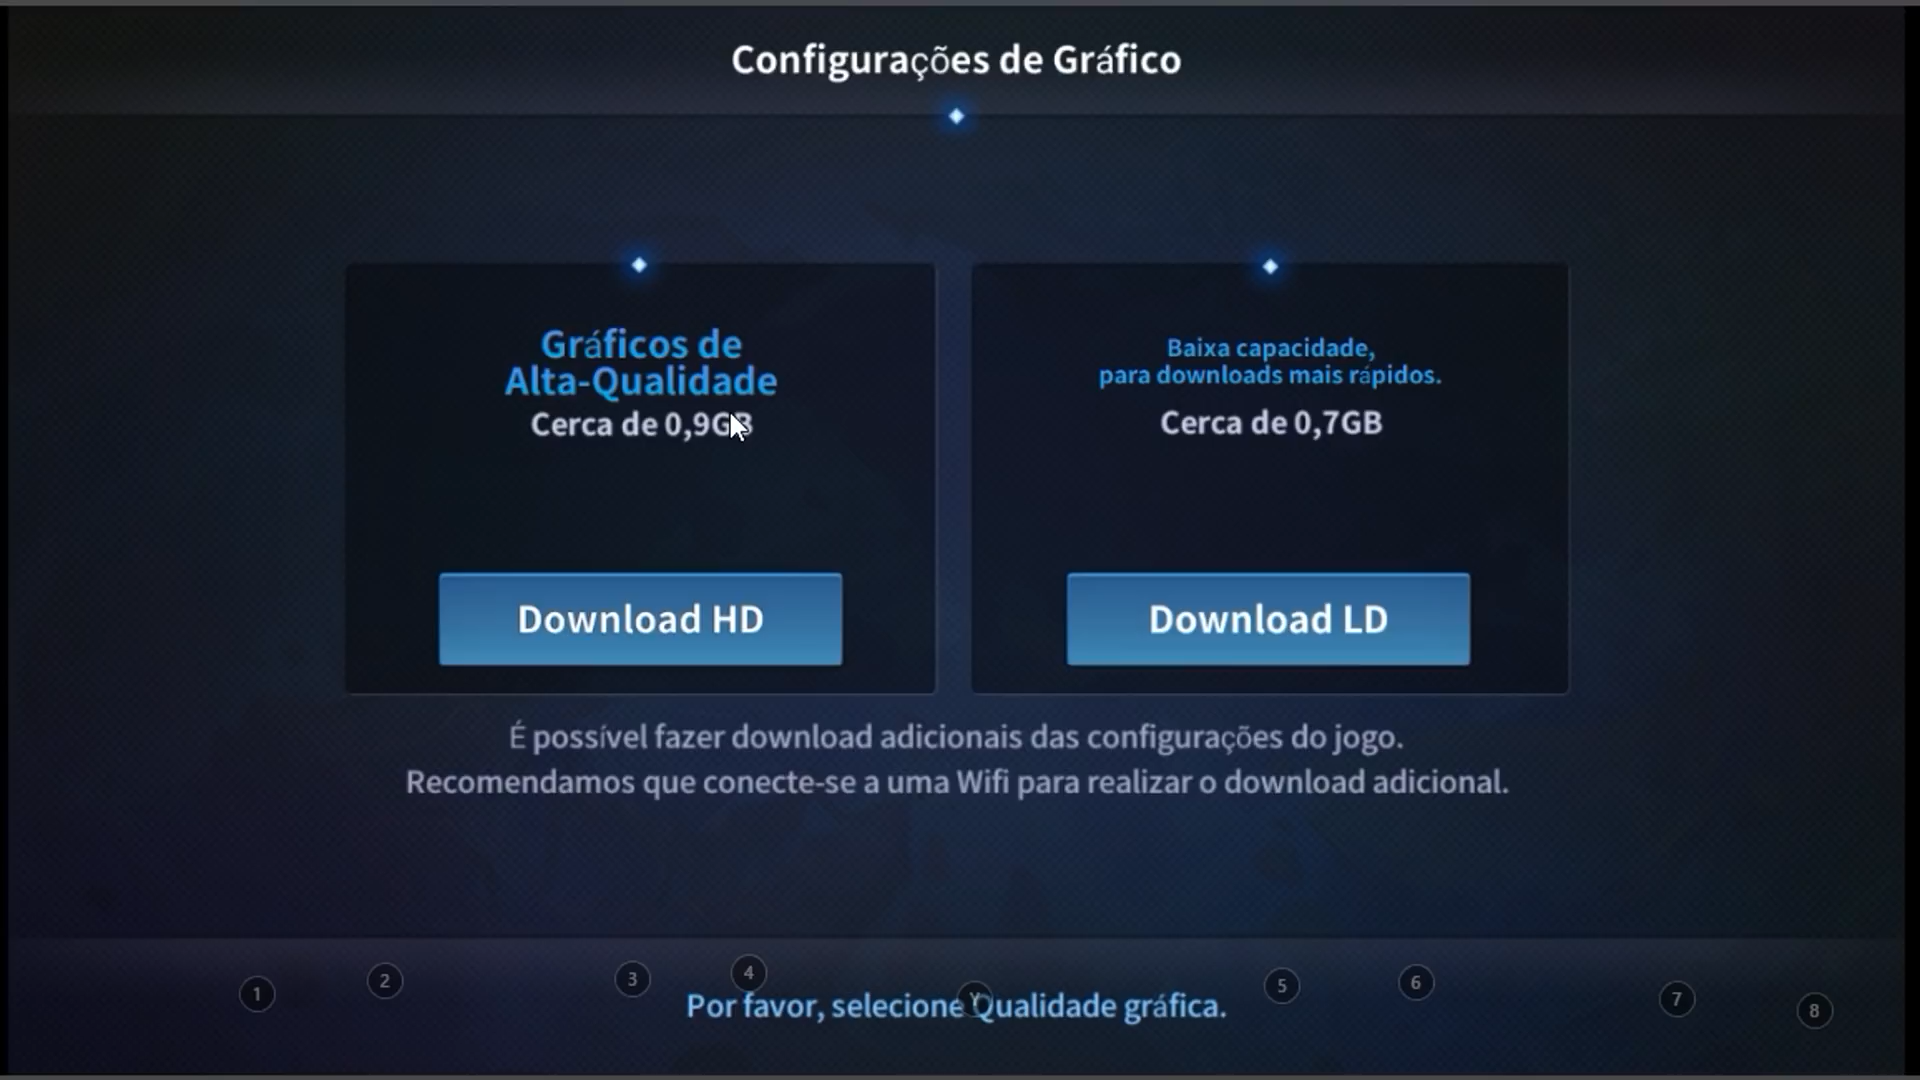 Configurações de Gráfico
Gráficos de
Alta-Qualidade
Cerca de 0,9GB
Download HD
Baixa capacidade,
para downloads mais rápidos.
Cerca de 0,7GB
Download LD
É possível fazer download adicionais das configurações do jogo.
Recomendamos que conecte-se a uma Wifi para realizar o download adicional.
1 2 3 4 Y 5 6 7 8
Por favor, selecione Qualidade gráfica.